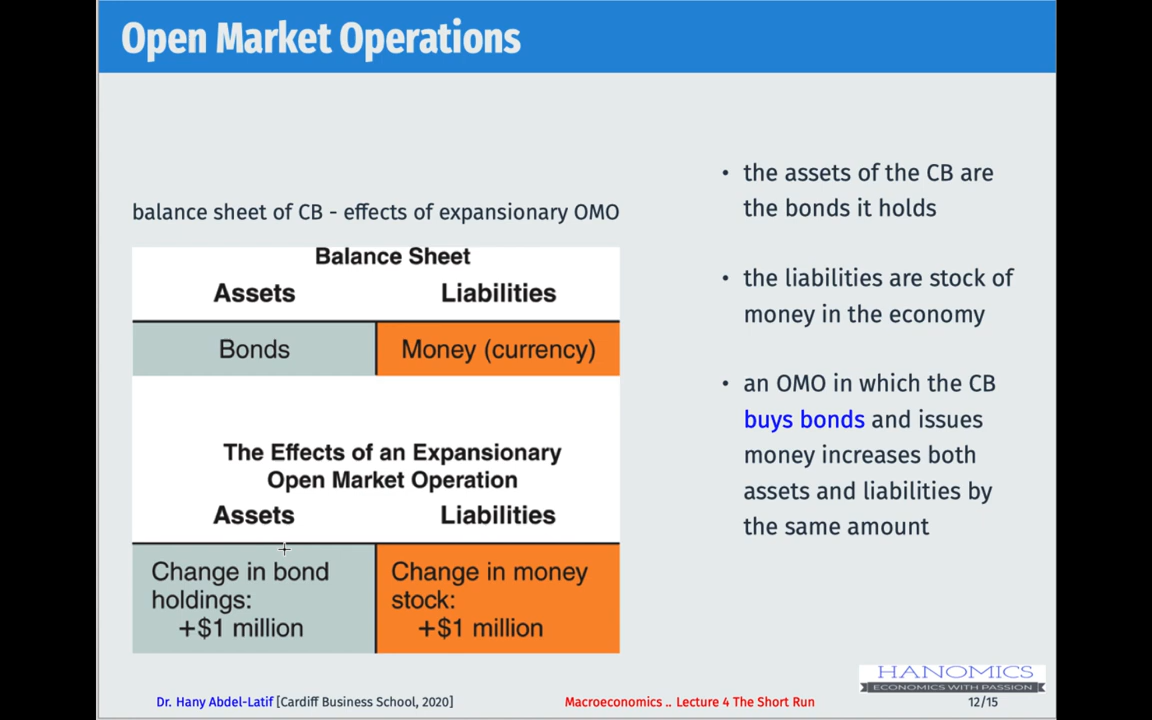 Open Market Operations
balance sheet of CB - effects of expansionary OMO
Balance Sheet
Assets Liabilities
Bonds Money (currency)
The Effects of an Expansionary
Open Market Operation
Assets Liabilities
Change in bond
holdings:
+$1 million
Change in money
stock:
+$1 million
• the assets of the CB are
the bonds it holds
• the liabilities are stock of
money in the economy
• an OMO in which the CB
buys bonds and issues
money increases both
assets and liabilities by
the same amount
HANOMICS
ECONOMICS WITH PASSION
Dr. Hany Abdel-Latif [Cardiff Business School, 2020] Macroeconomics .. Lecture 4 The Short Run 12/15